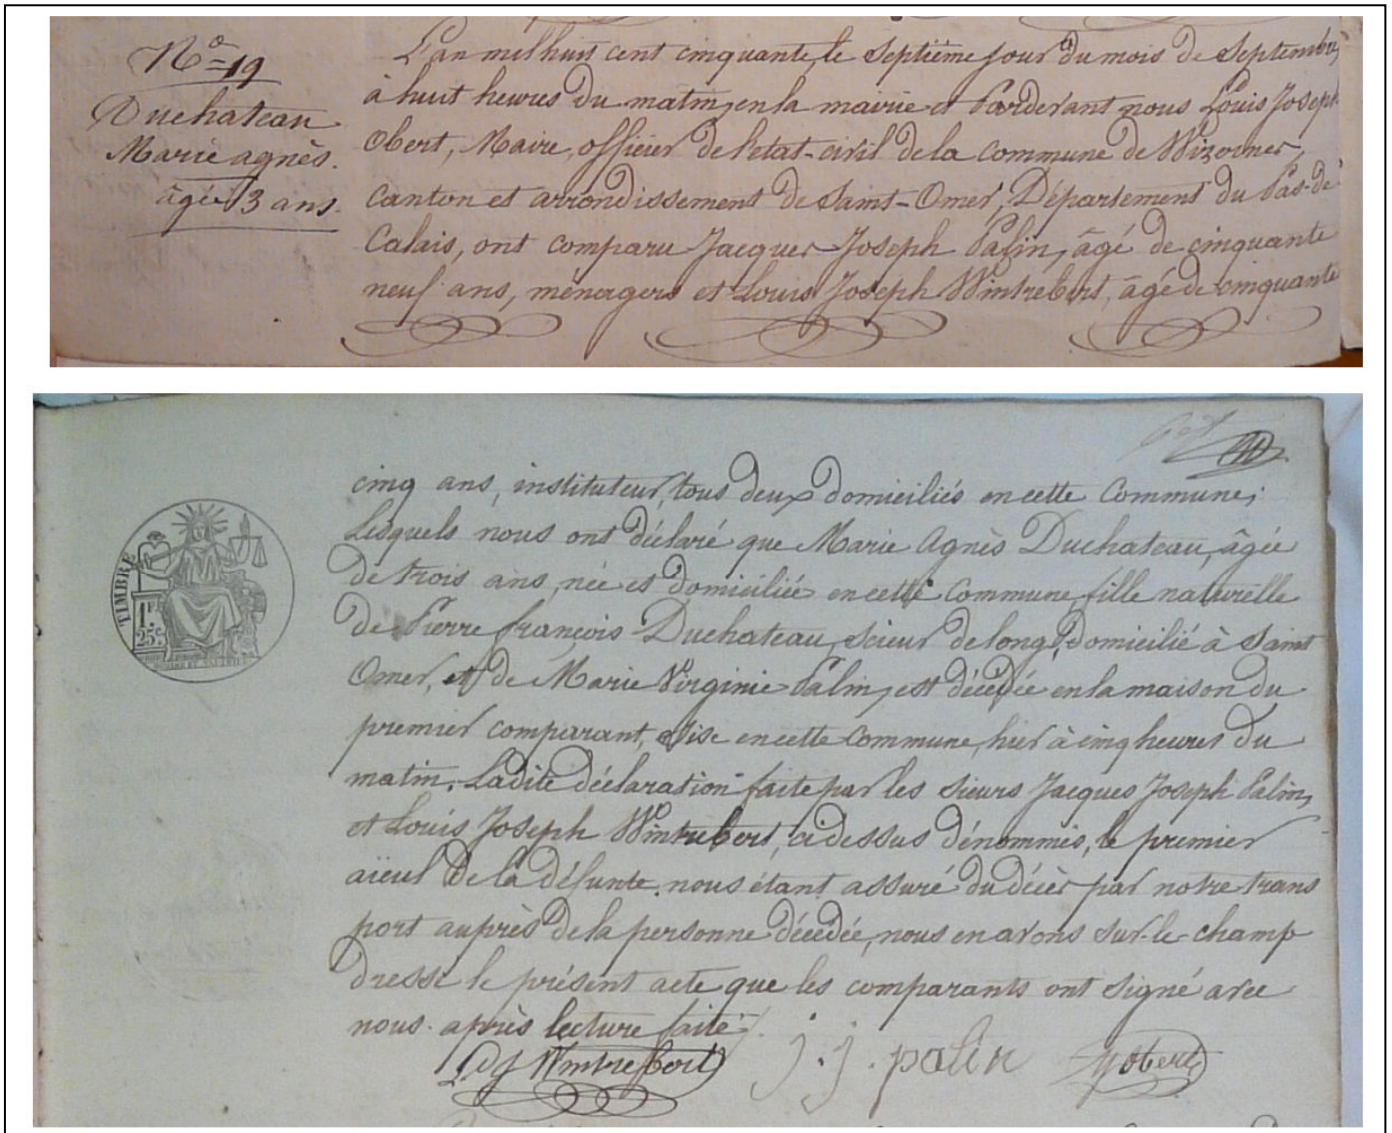 N° 19
Duchateau
Marie agnès.
âgée 3 ans.
L'an mil huit cent cinquante, le Septième jour du mois de Septembre,
à huit heures du matin, en la mairie et Pardevant nous Louis Joseph
Obert, Maire, officier de l'etat-civil de la commune de Wizernes,
canton et arrondissement de Saint-Omer, Département du Pas-de
Calais, ont comparu Jacques Joseph Palin, âgé de cinquante
neuf ans, ménagers et Louis Joseph Wintrebert, âgé de cinquante
cinq ans, instituteur, tous deux domiciliés en cette Commune;
Lesquels nous ont déclaré que Marie Agnès Duchateau, âgée
de trois ans, née et domiciliée en cette Commune, fille naturelle
de Pierre françois Duchateau, scieur de long, domicilié à Saint
Omer, et de Marie Virginie Palin, est décédée en la maison du
premier comparant, Sise en cette Commune, hier à cinq heures du
matin. Ladite déclaration faite par les Sieurs Jacques Joseph Palin,
et Louis Joseph Wintrebert, ci dessus dénommés, le premier
aïeul de la défunte. nous étant assuré du décès par notre trans
port auprès de la personne décédée, nous en avons sur-le-champ
dressé le présent acte que les comparants ont signé avec
nous après lecture faite.
TIMBRE
1F.
25c.
L.d J Wintrebert j. j. palin Obert